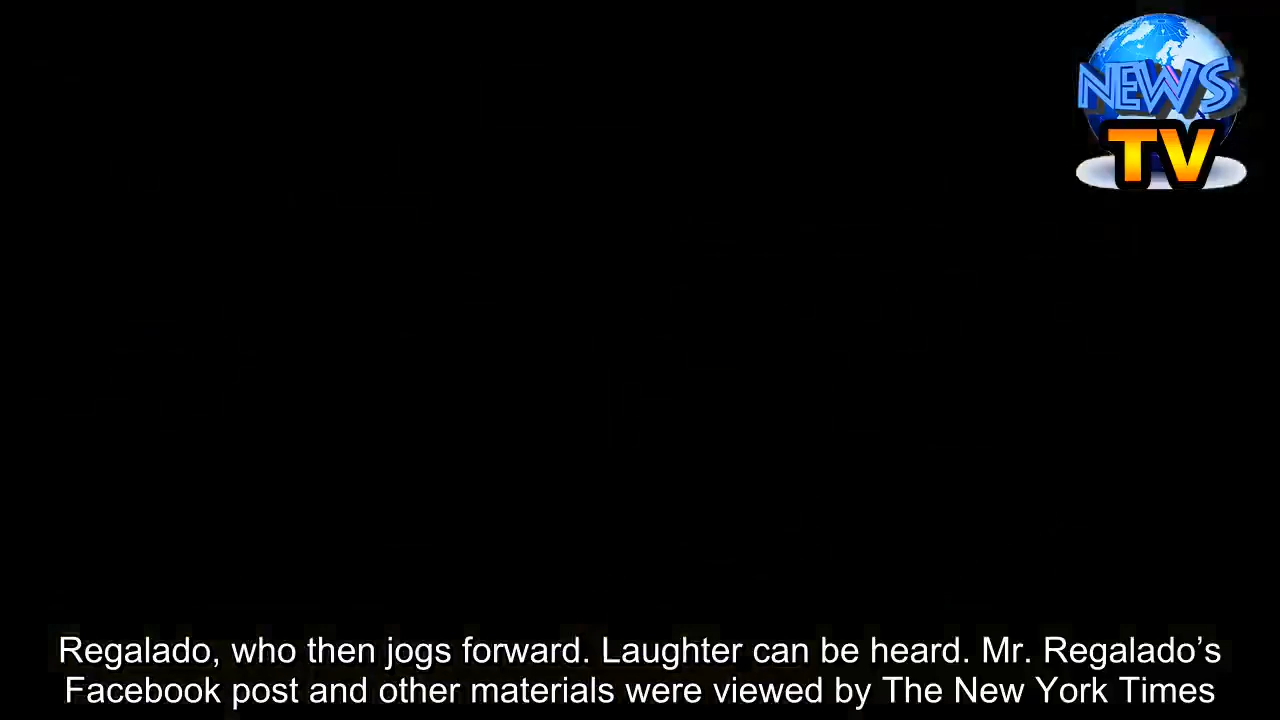 NEWS
TV
Regalado, who then jogs forward. Laughter can be heard. Mr. Regalado’s
Facebook post and other materials were viewed by The New York Times